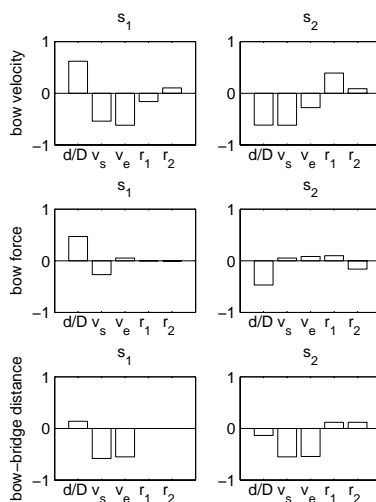 s1 s2
bow velocity
1 1
0 0
−1 −1
d/D vs ve r1 r2 d/D vs ve r1 r2
s1 s2
bow force
1 1
0 0
−1 −1
d/D vs ve r1 r2 d/D vs ve r1 r2
s1 s2
bow−bridge distance
1 1
0 0
−1 −1
d/D vs ve r1 r2 d/D vs ve r1 r2